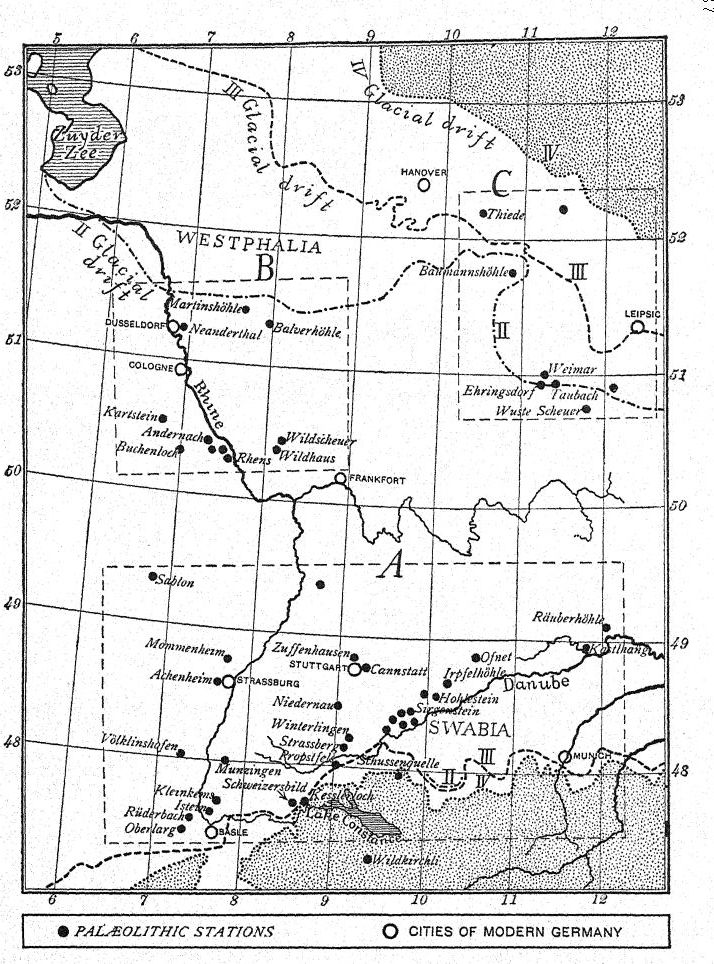 5 6 7 8 9 10 11 12
53
53
IV Glacial drift
III Glacial drift
Zuyder
Zee
IV
HANOVER
C
Thiede
52
52
II Glacial
drift
WESTPHALIA
B
Baumannshöhle
III
Martinshöhle
LEIPSIC
DUSSELDORF
Neanderthal
Balverhöhle
II
51
51
COLOGNE
Weimar
Rhine
Ehringsdorf
Taubach
Wuste Scheuer
Kartstein
Andernach
Wildscheuer
Buchenloch
Rhens
Wildhaus
50
FRANKFORT
50
A
Sablon
49
Räuberhöhle
49
Mommenheim
Zuffenhausen
Ofnet
Kastlhang
STUTTGART
Cannstatt
Achenheim
STRASSBURG
Irpfelhöhle
Danube
Hohlestein
Niedernau
Sirgenstein
Winterlingen
SWABIA
48
Völklinshofen
Strassberg
Propstfels
Schussenquelle
III
MUNICH
Munzingen
II
IV
48
Schweizersbild
Kleinkems
Kesslerloch
Istein
Lake Constance
Rüderbach
Oberlarg
BASLE
Wildkirchli
6 7 8 9 10 11 12
PALÆOLITHIC STATIONS
CITIES OF MODERN GERMANY